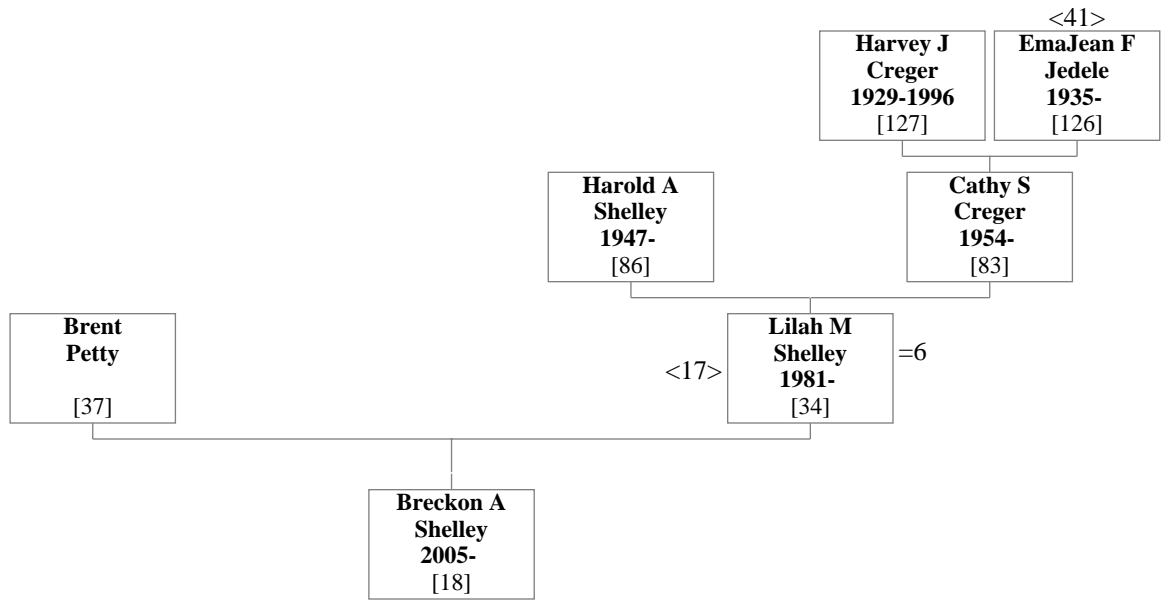 <41>
Harvey J
Creger
1929-1996
[127]
EmaJean F
Jedele
1935-
[126]
Harold A
Shelley
1947-
[86]
Cathy S
Creger
1954-
[83]
Brent
Petty
[37]
<17>
Lilah M
Shelley
1981-
[34]
=6
Breckon A
Shelley
2005-
[18]